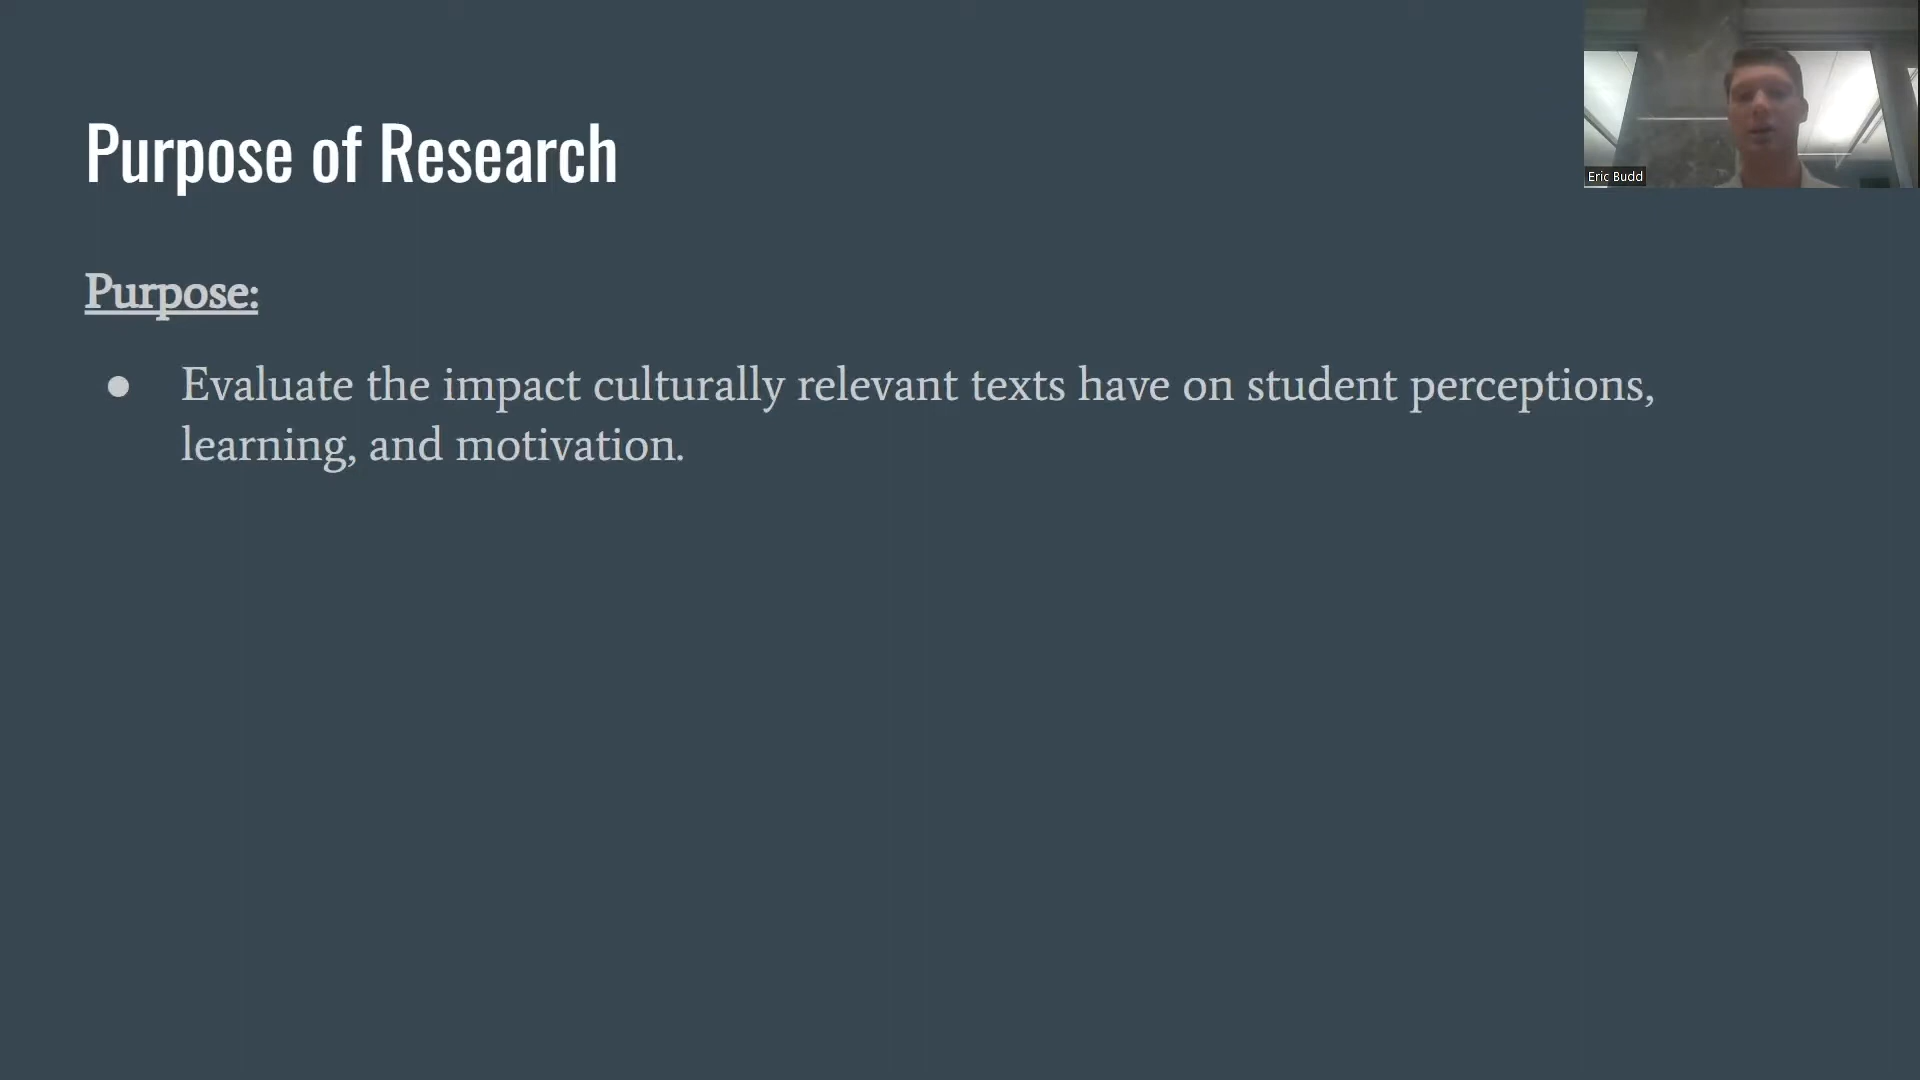 Purpose of Research
Eric Budd
Purpose:
● Evaluate the impact culturally relevant texts have on student perceptions,
learning, and motivation.